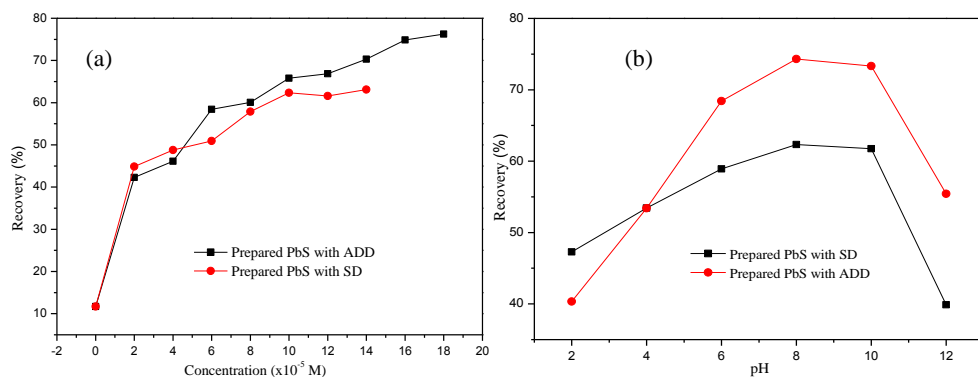 (a)
Recovery (%)
80
70
60
50
40
30
20
10
Prepared PbS with ADD
Prepared PbS with SD
-2 0 2 4 6 8 10 12 14 16 18 20
Concentration (x10⁻⁵ M)
(b)
Recovery (%)
80
70
60
50
40
Prepared PbS with SD
Prepared PbS with ADD
2 4 6 8 10 12
pH